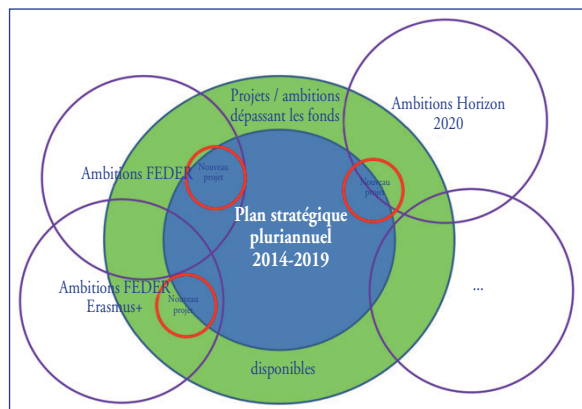 Projets / ambitions
dépassant les fonds
Ambitions Horizon
2020
Ambitions FEDER
Nouveau
projet
Nouveau
projet
Plan stratégique
pluriannuel
2014-2019
Ambitions FEDER
Erasmus+
Nouveau
projet
...
disponibles